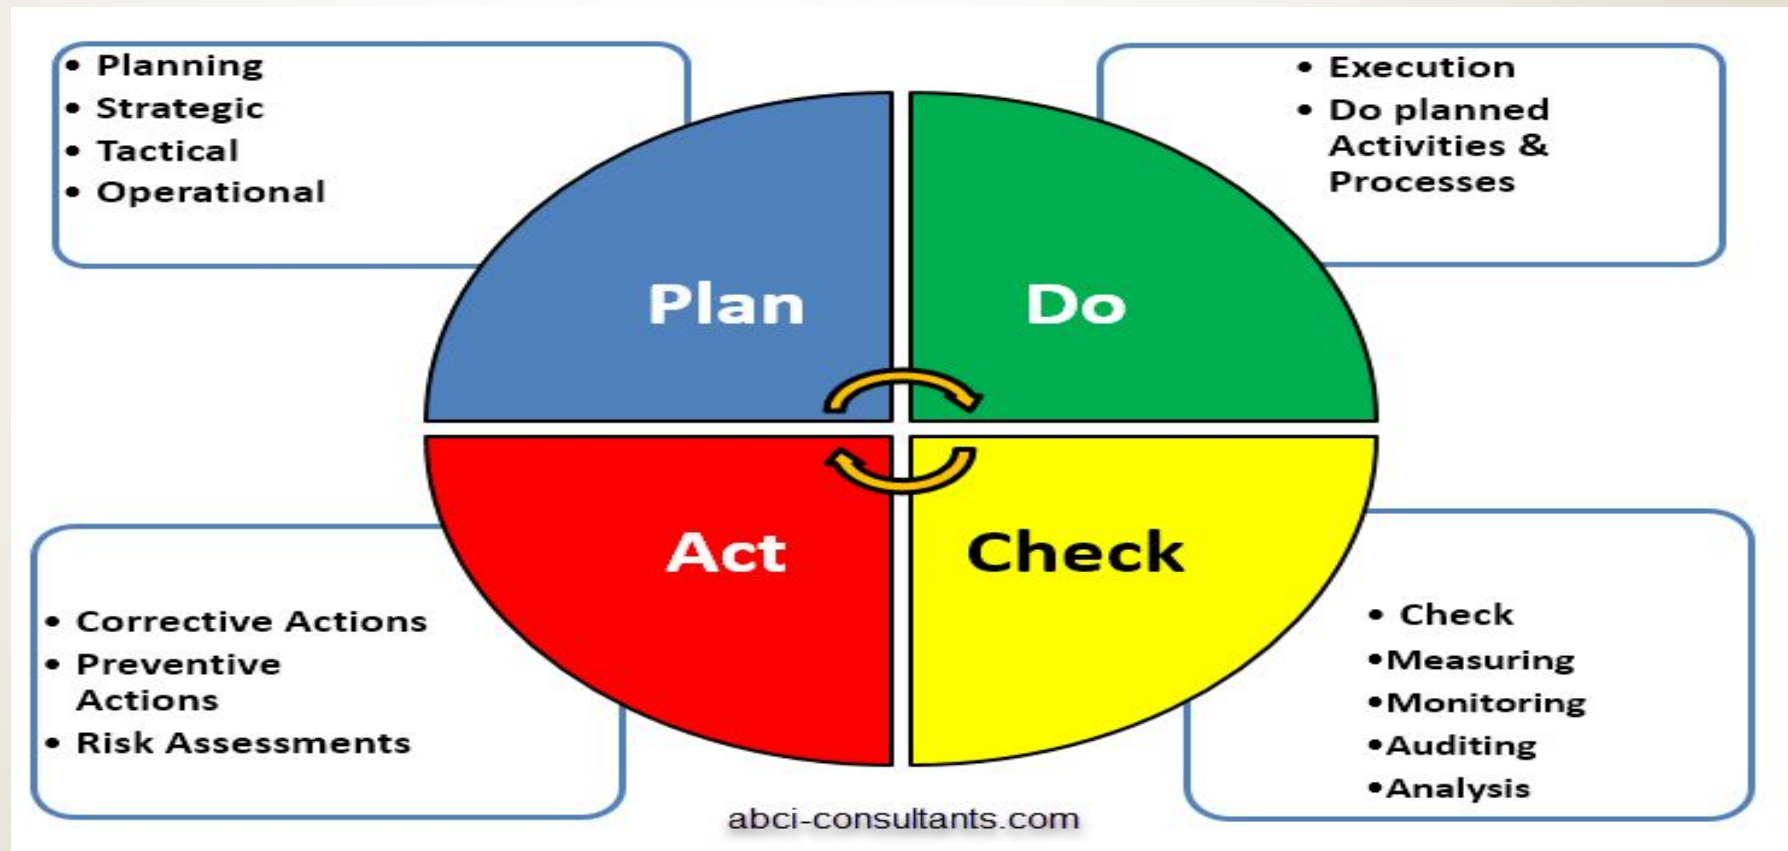 • Planning
• Strategic
• Tactical
• Operational
• Execution
• Do planned
Activities &
Processes
Plan
Do
Act
Check
• Corrective Actions
• Preventive
Actions
• Risk Assessments
• Check
•Measuring
•Monitoring
•Auditing
•Analysis
abci-consultants.com